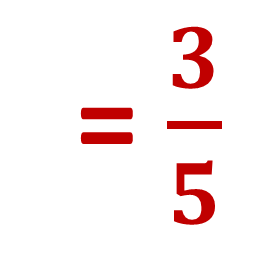 = 3/5